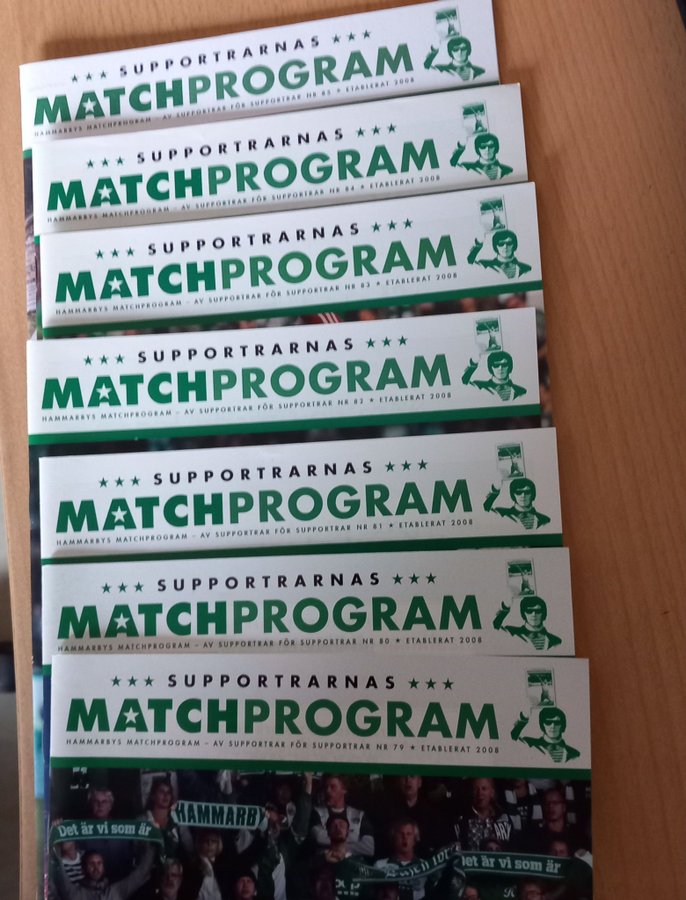 ★★★ SUPPORTRARNAS ★★★
MATCHPROGRAM
HAMMARBYS MATCHPROGRAM – AV SUPPORTRAR FÖR SUPPORTRAR NR 85 ★ ETABLERAT 2008
★★★ SUPPORTRARNAS ★★★
MATCHPROGRAM
HAMMARBYS MATCHPROGRAM – AV SUPPORTRAR FÖR SUPPORTRAR NR 84 ★ ETABLERAT 2008
★★★ SUPPORTRARNAS ★★★
MATCHPROGRAM
HAMMARBYS MATCHPROGRAM – AV SUPPORTRAR FÖR SUPPORTRAR NR 83 ★ ETABLERAT 2008
★★★ SUPPORTRARNAS ★★★
MATCHPROGRAM
HAMMARBYS MATCHPROGRAM – AV SUPPORTRAR FÖR SUPPORTRAR NR 82 ★ ETABLERAT 2008
★★★ SUPPORTRARNAS ★★★
MATCHPROGRAM
HAMMARBYS MATCHPROGRAM – AV SUPPORTRAR FÖR SUPPORTRAR NR 81 ★ ETABLERAT 2008
★★★ SUPPORTRARNAS ★★★
MATCHPROGRAM
HAMMARBYS MATCHPROGRAM – AV SUPPORTRAR FÖR SUPPORTRAR NR 80 ★ ETABLERAT 2008
★★★ SUPPORTRARNAS ★★★
MATCHPROGRAM
HAMMARBYS MATCHPROGRAM – AV SUPPORTRAR FÖR SUPPORTRAR NR 79 ★ ETABLERAT 2008
HAMMARBY
Det är vi som är
Det är vi som är